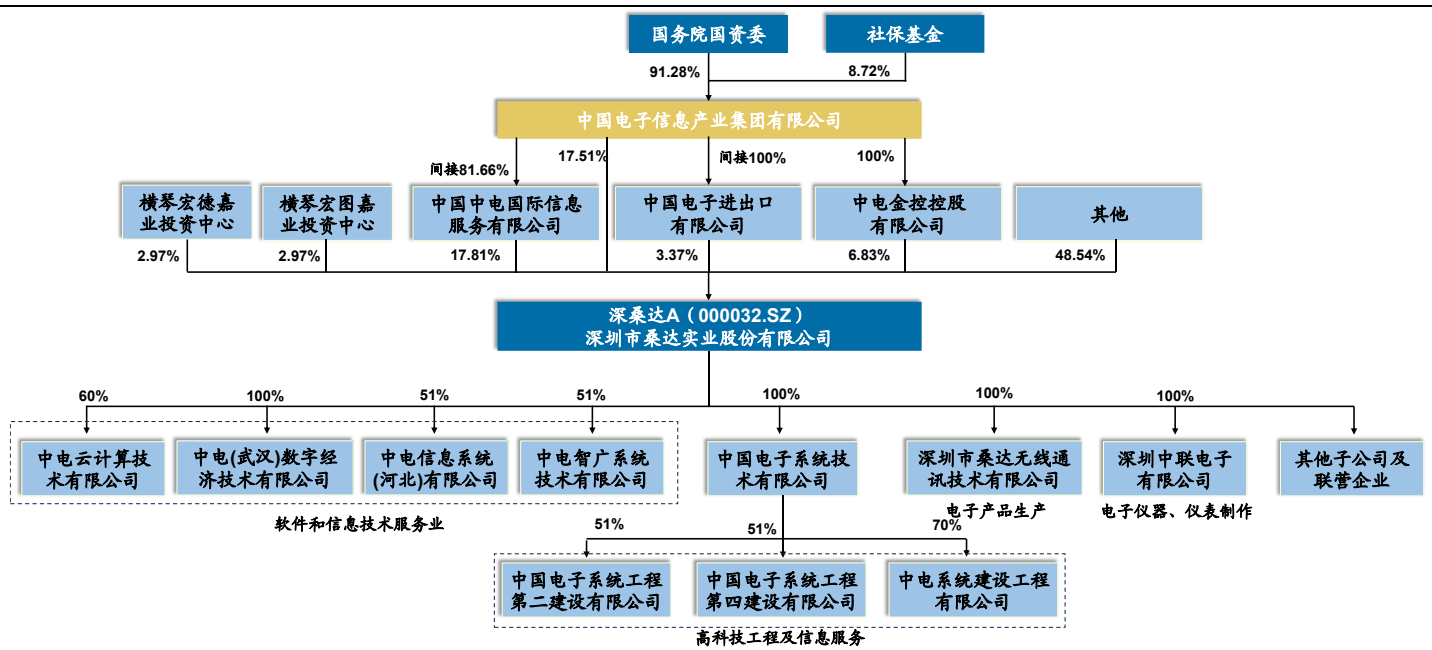 国务院国资委
社保基金
91.28%
8.72%
中国电子信息产业集团有限公司
间接81.66%
17.51%
间接100%
100%
横琴宏德嘉
业投资中心
横琴宏图嘉
业投资中心
中国中电国际信息
服务有限公司
中国电子进出口
有限公司
中电金控控股
有限公司
其他
2.97%
2.97%
17.81%
3.37%
6.83%
48.54%
深桑达A（000032.SZ）
深圳市桑达实业股份有限公司
60%
100%
51%
51%
100%
100%
100%
中电云计算技
术有限公司
中电(武汉)数字经
济技术有限公司
中电信息系统
(河北)有限公司
中电智广系统
技术有限公司
中国电子系统技
术有限公司
深圳市桑达无线通
讯技术有限公司
深圳中联电子
有限公司
其他子公司及
联营企业
软件和信息技术服务业
电子产品生产
电子仪器、仪表制作
51%
51%
70%
中国电子系统工程
第二建设有限公司
中国电子系统工程
第四建设有限公司
中电系统建设工程
有限公司
高科技工程及信息服务